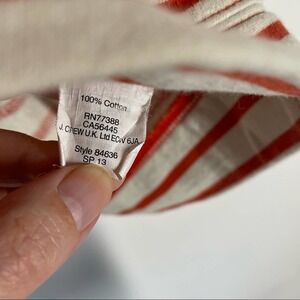 100% Cotton
RN77388
CA56445
J. CREW U.K. Ltd EC4V 6JA
Style 84636
SP 13